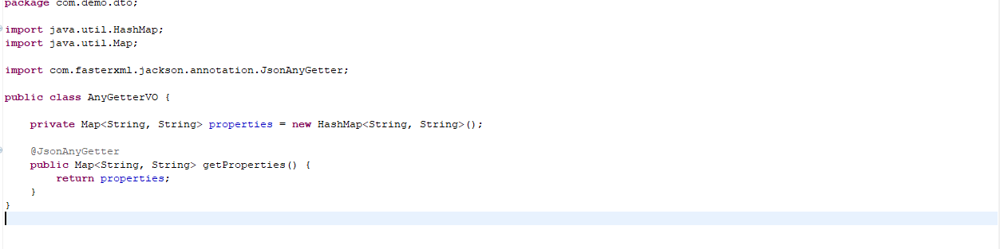 package com.demo.dto;
import java.util.HashMap;
import java.util.Map;
import com.fasterxml.jackson.annotation.JsonAnyGetter;
public class AnyGetterVO {
private Map<String, String> properties = new HashMap<String, String>();
@JsonAnyGetter
public Map<String, String> getProperties() {
return properties;
}
}